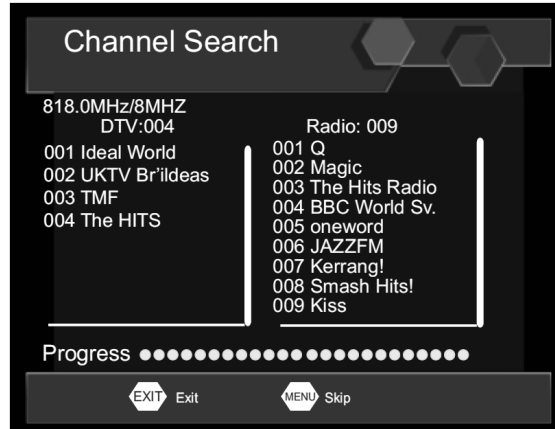 Channel Search
818.0MHz/8MHZ
DTV:004
001 Ideal World
002 UKTV Br’ildeas
003 TMF
004 The HITS
Radio: 009
001 Q
002 Magic
003 The Hits Radio
004 BBC World Sv.
005 oneword
006 JAZZFM
007 Kerrang!
008 Smash Hits!
009 Kiss
Progress
EXIT Exit
MENU Skip